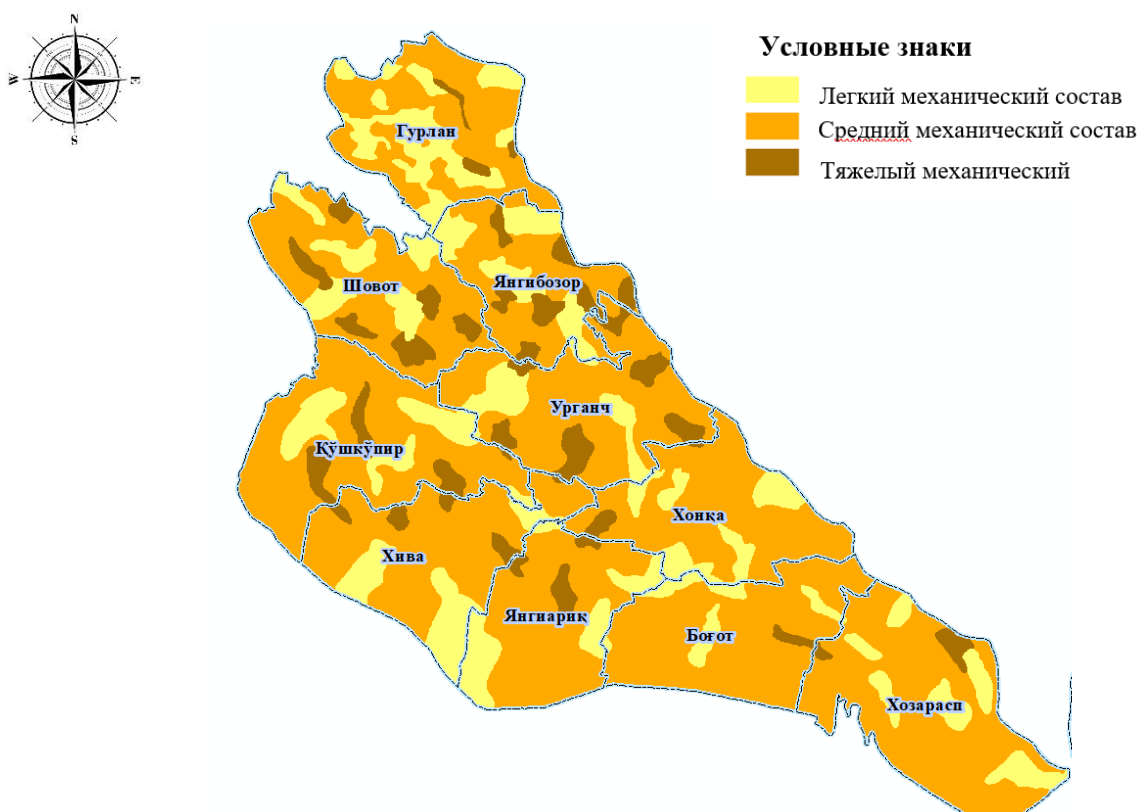 N
W
E
S
Условные знаки
Легкий механический состав
Средний механический состав
Тяжелый механический
Гурлан
Шовот
Янгибозор
Урганч
Қўшкўпир
Хонқа
Хива
Янгиариқ
Боғот
Хозарасп